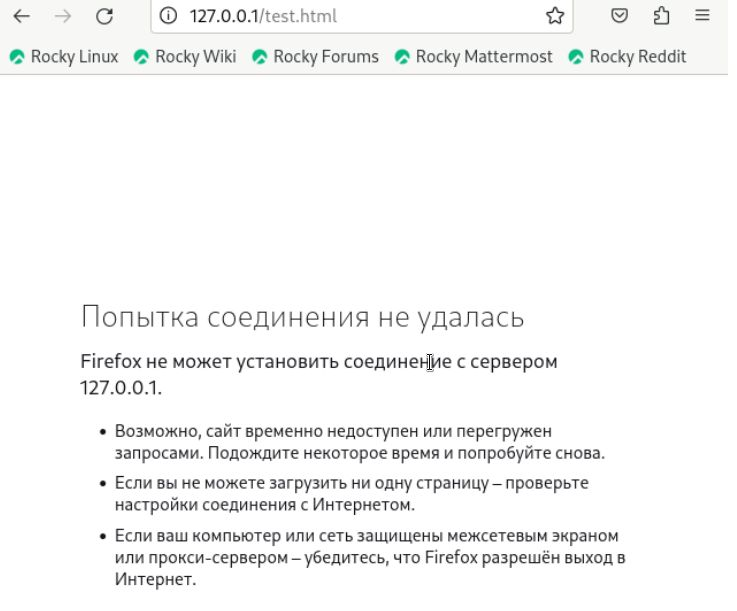 127.0.0.1/test.html
Rocky Linux Rocky Wiki Rocky Forums Rocky Mattermost Rocky Reddit
Попытка соединения не удалась
Firefox не может установить соединение с сервером
127.0.0.1.
• Возможно, сайт временно недоступен или перегружен
запросами. Подождите некоторое время и попробуйте снова.
• Если вы не можете загрузить ни одну страницу – проверьте
настройки соединения с Интернетом.
• Если ваш компьютер или сеть защищены межсетевым экраном
или прокси-сервером – убедитесь, что Firefox разрешён выход в
Интернет.